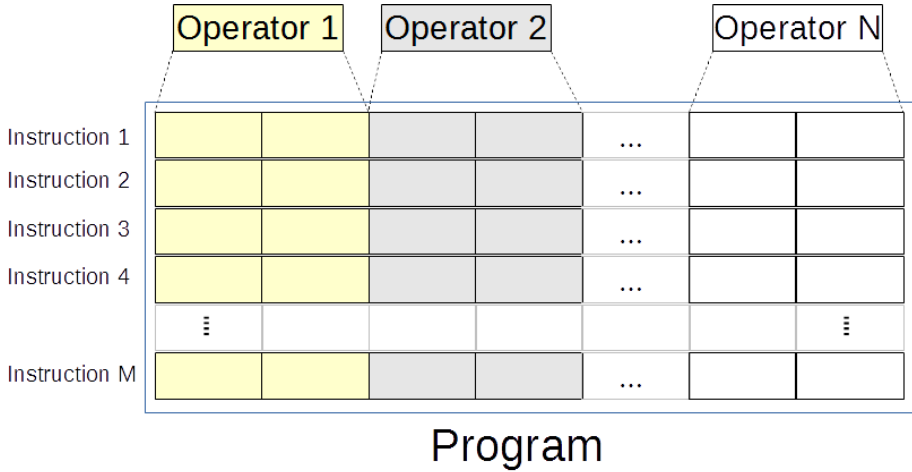 Operator 1 Operator 2 Operator N
Instruction 1 ...
Instruction 2 ...
Instruction 3 ...
Instruction 4 ...
⁞ ⁞
Instruction M ...
Program